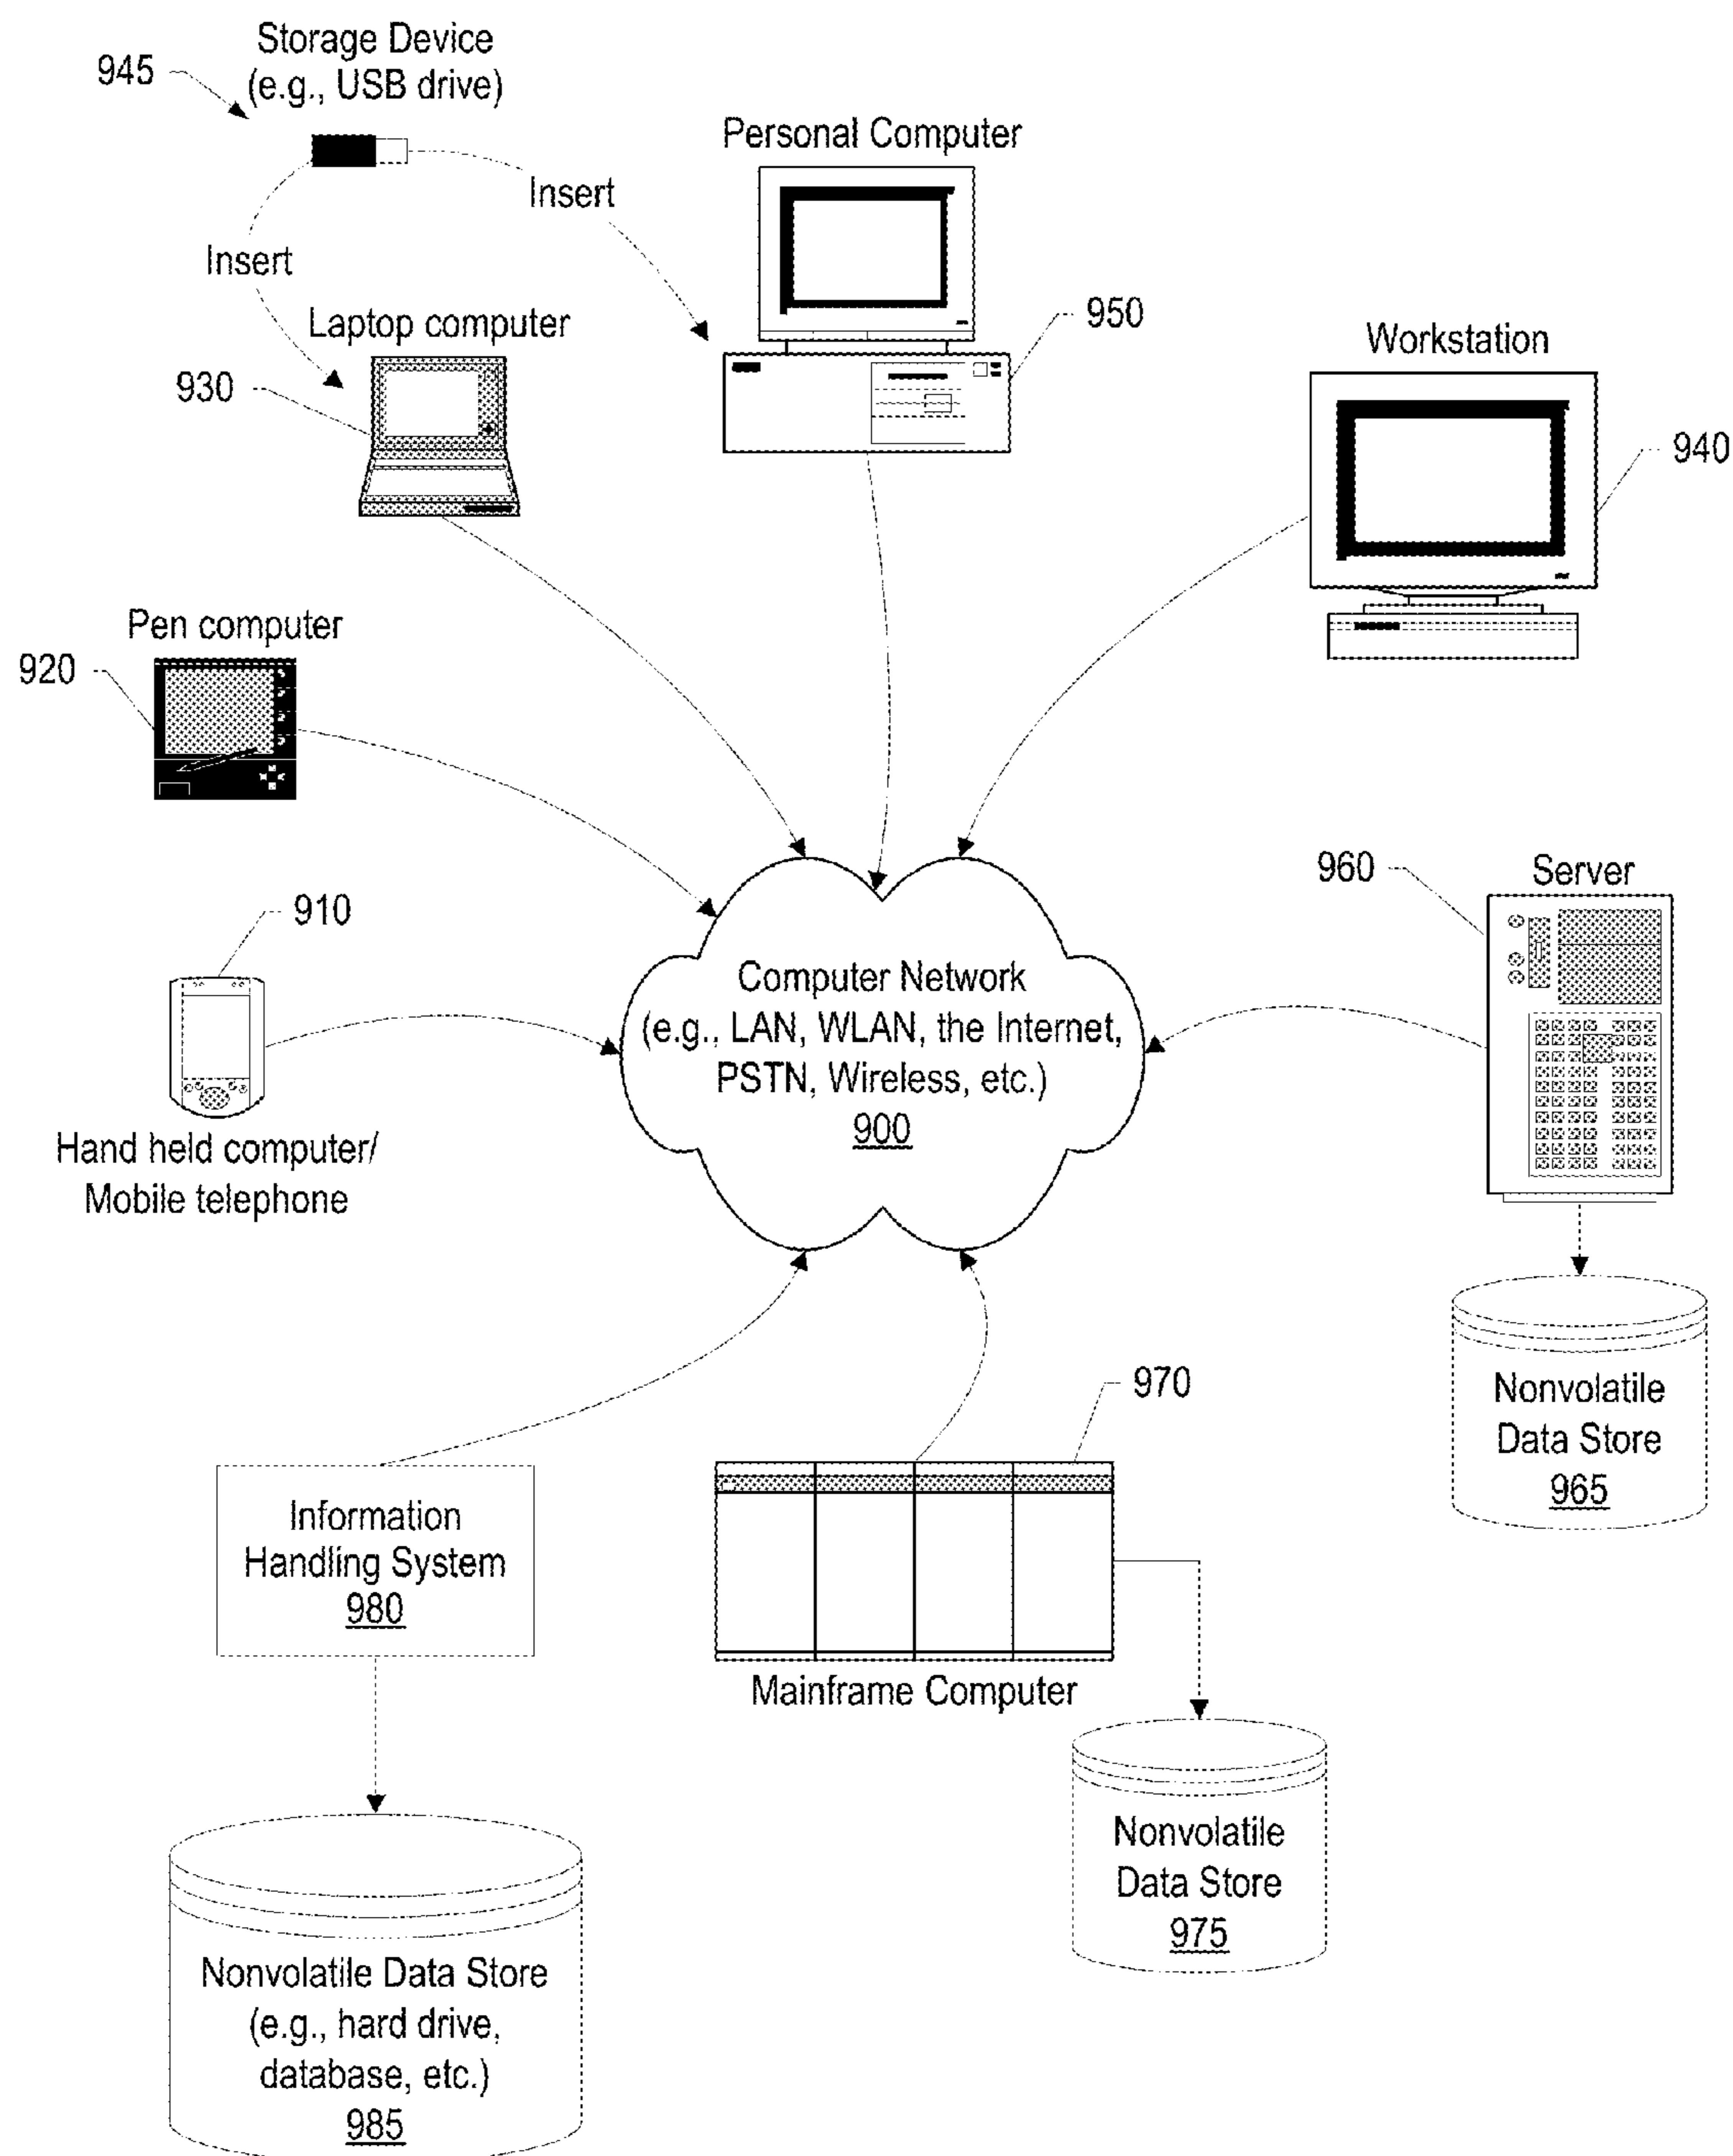 Storage Device
(e.g., USB drive)
945
Personal Computer
Insert
Insert
Laptop computer
950
Workstation
930
940
Pen computer
920
960
Server
910
Computer Network
(e.g., LAN, WLAN, the Internet,
PSTN, Wireless, etc.)
900
Hand held computer/
Mobile telephone
970
Nonvolatile
Data Store
965
Information
Handling System
980
Mainframe Computer
Nonvolatile
Data Store
975
Nonvolatile Data Store
(e.g., hard drive,
database, etc.)
985